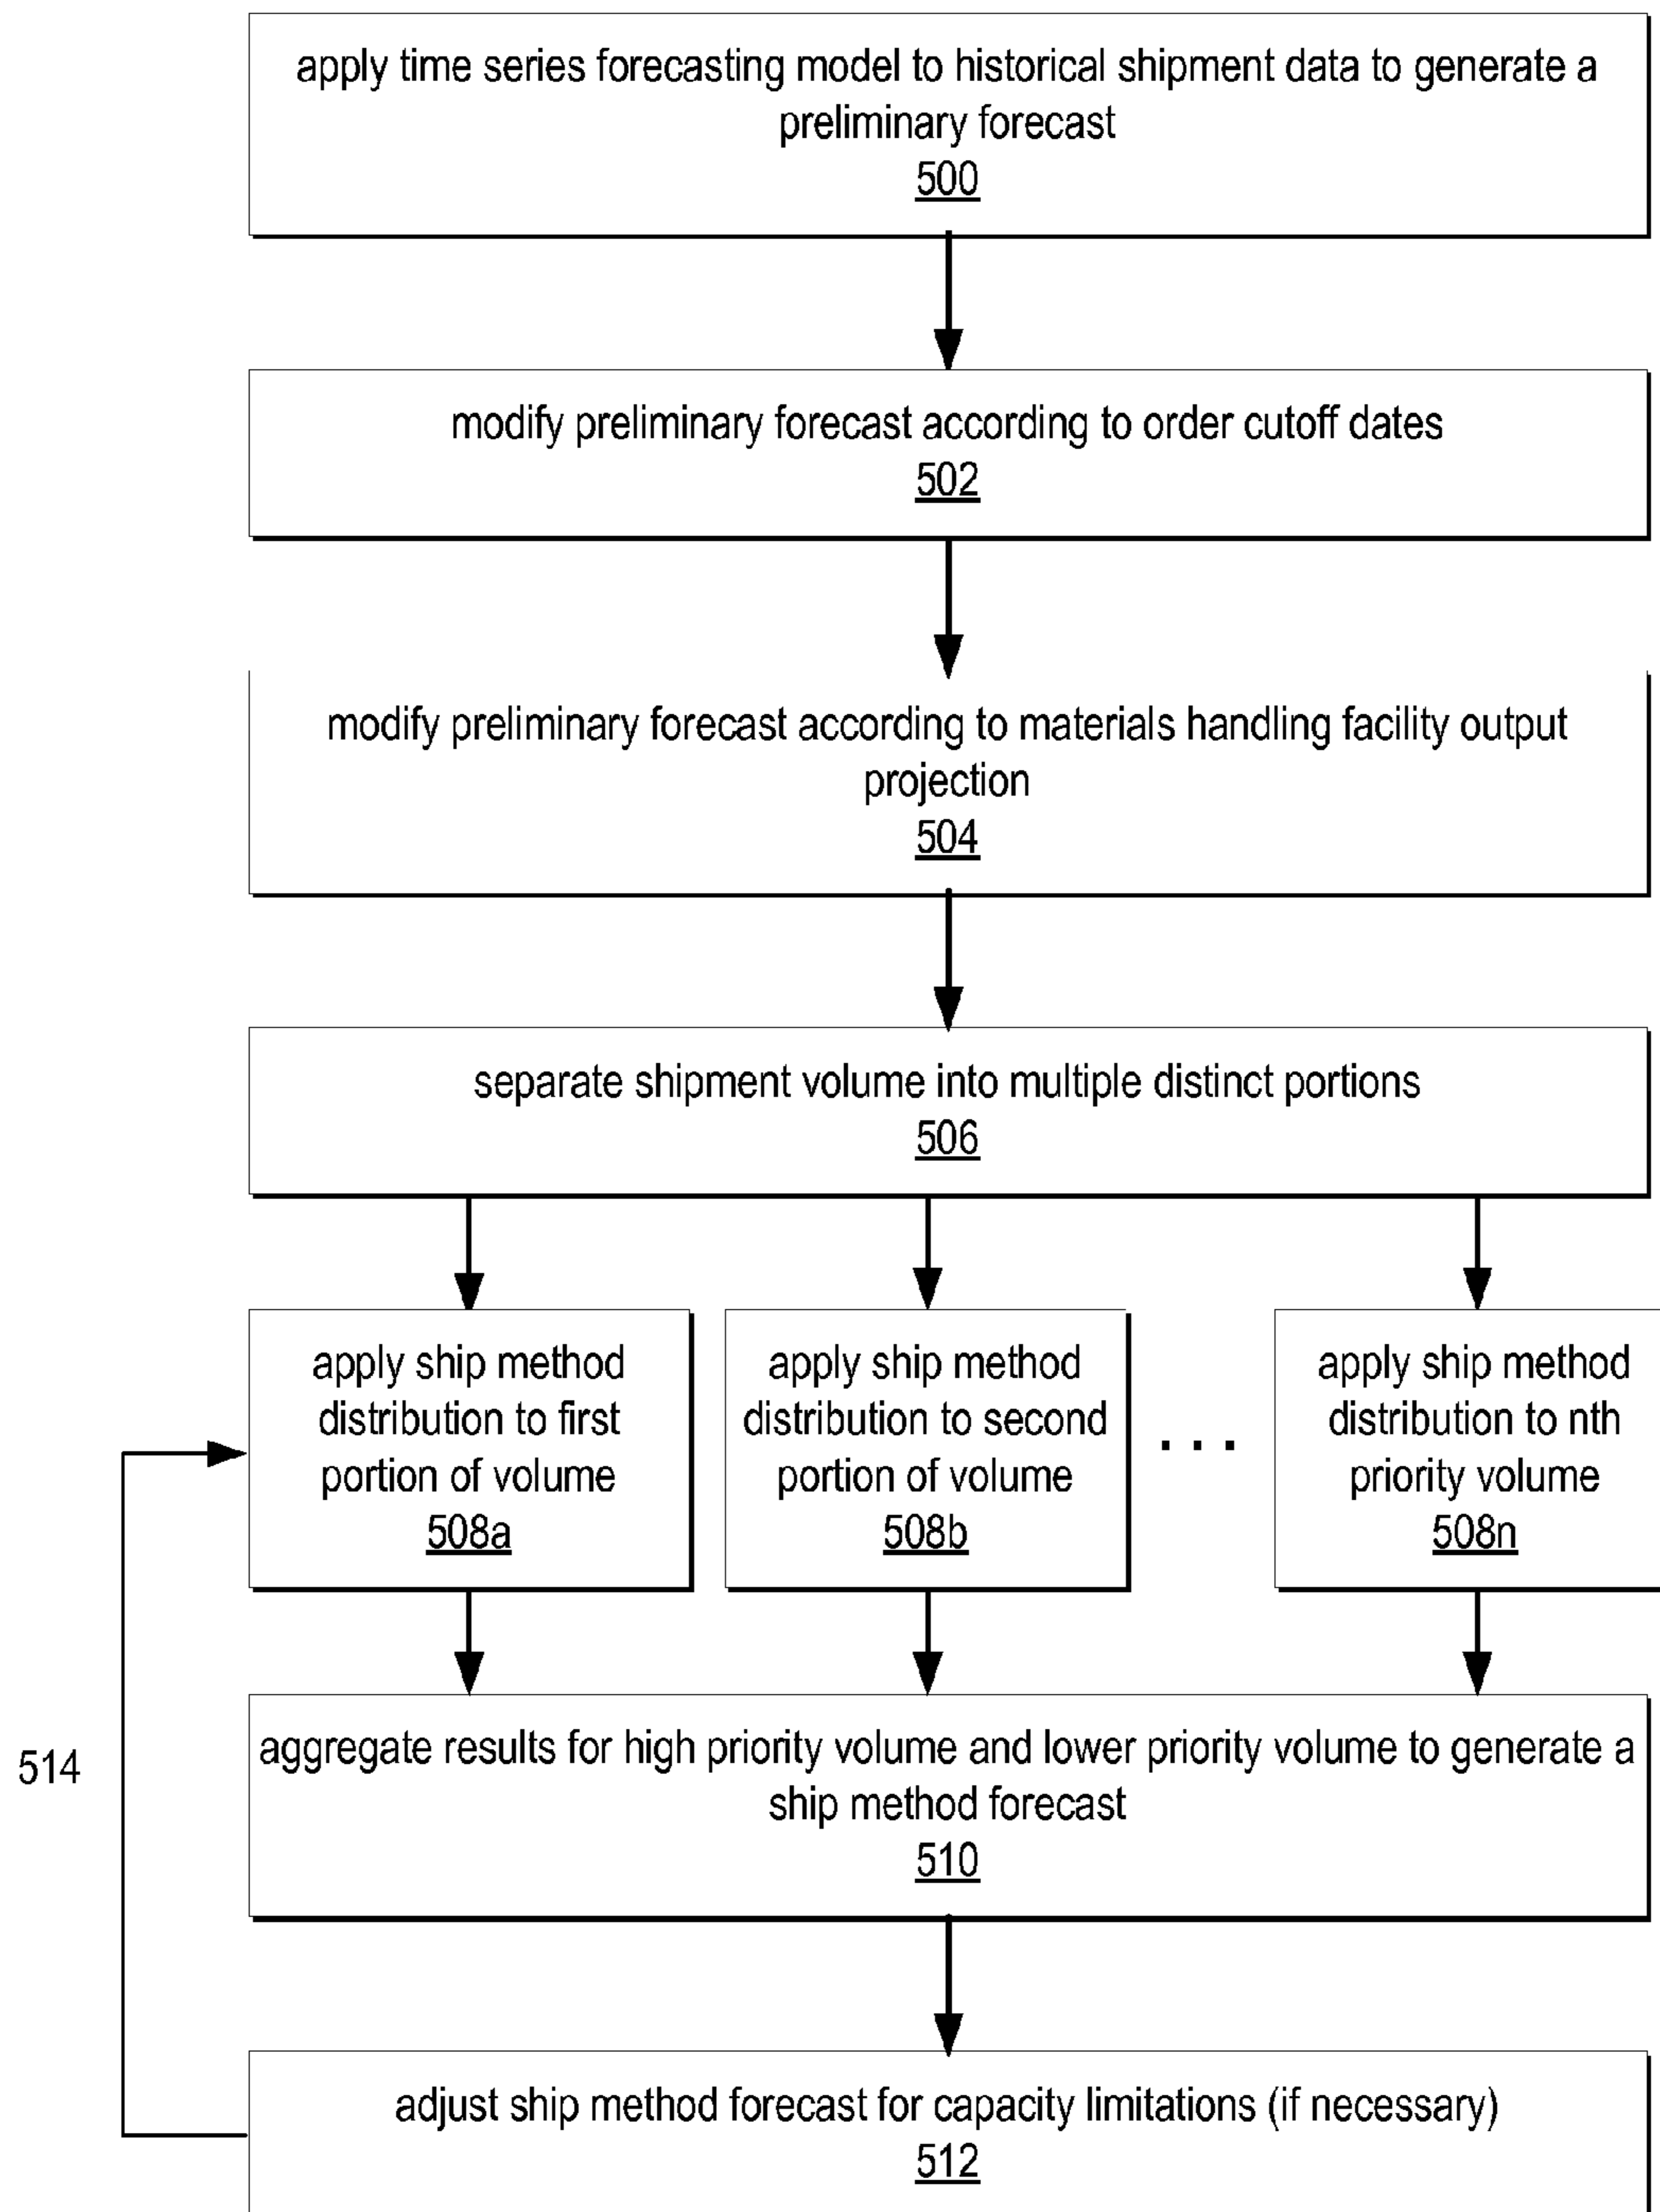 apply time series forecasting model to historical shipment data to generate a
preliminary forecast
500
modify preliminary forecast according to order cutoff dates
502
modify preliminary forecast according to materials handling facility output
projection
504
separate shipment volume into multiple distinct portions
506
apply ship method
distribution to first
portion of volume
508a
apply ship method
distribution to second
portion of volume
508b
. . .
apply ship method
distribution to nth
priority volume
508n
514
aggregate results for high priority volume and lower priority volume to generate a
ship method forecast
510
adjust ship method forecast for capacity limitations (if necessary)
512